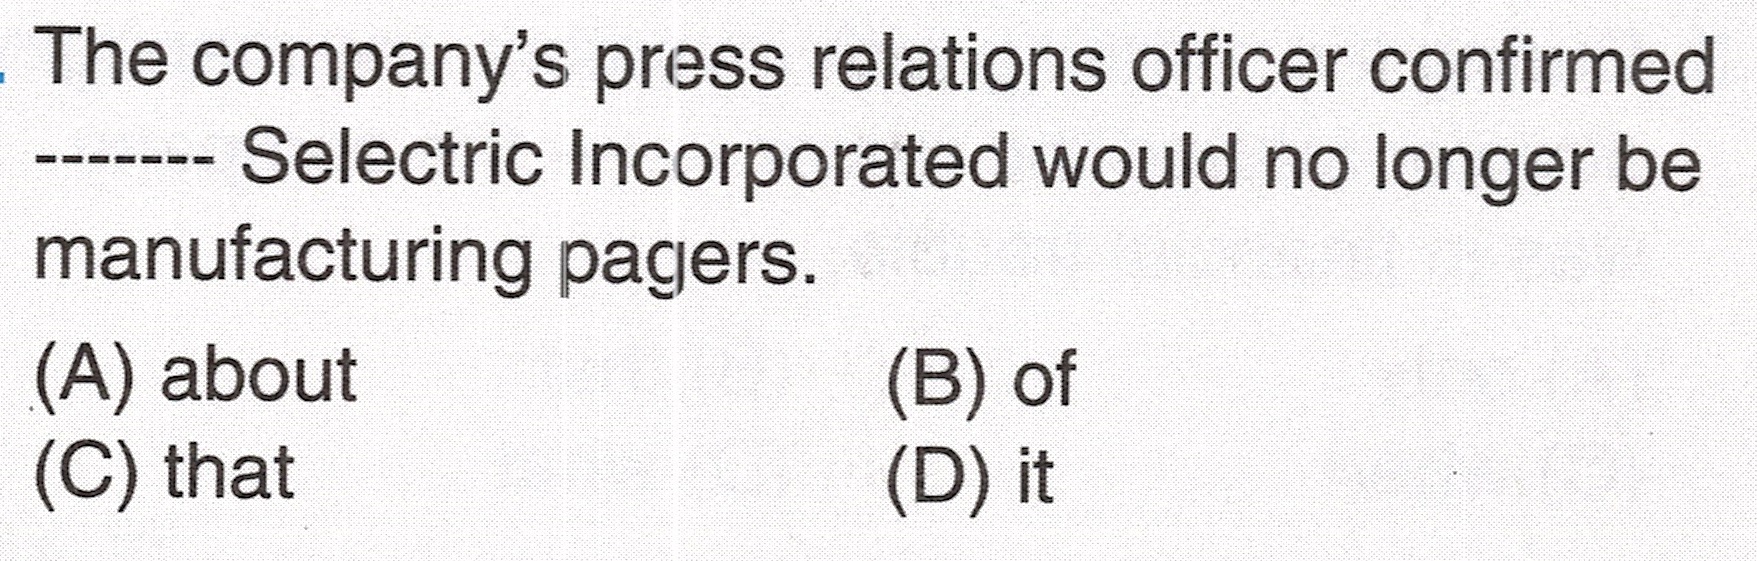 The company's press relations officer confirmed
------- Selectric Incorporated would no longer be
manufacturing pagers.
(A) about (B) of
(C) that (D) it